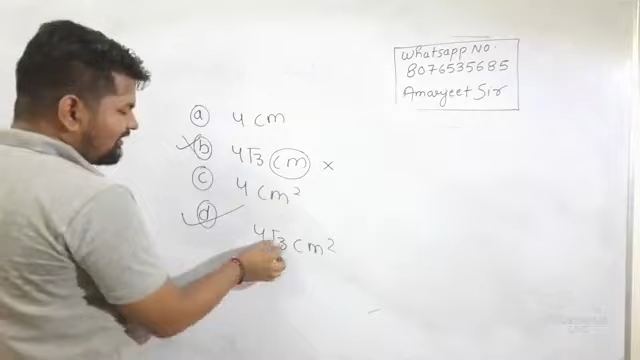 Whatsapp No.
8076535685
Amarjeet Sir
ⓐ 4 cm
ⓑ 4√3 cm ×
ⓒ 4 cm²
ⓓ 4√3 cm²